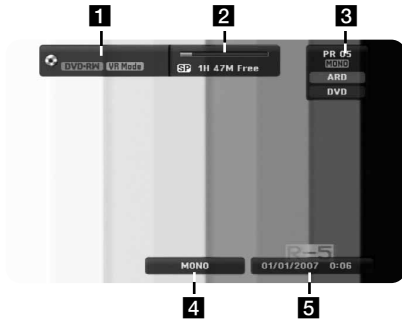 1 2 3
DVD-RW VR Mode
SP 1H 47M Free
PR 05
MONO
ARD
DVD
R-5
MONO
01/01/2007 0:06
4 5